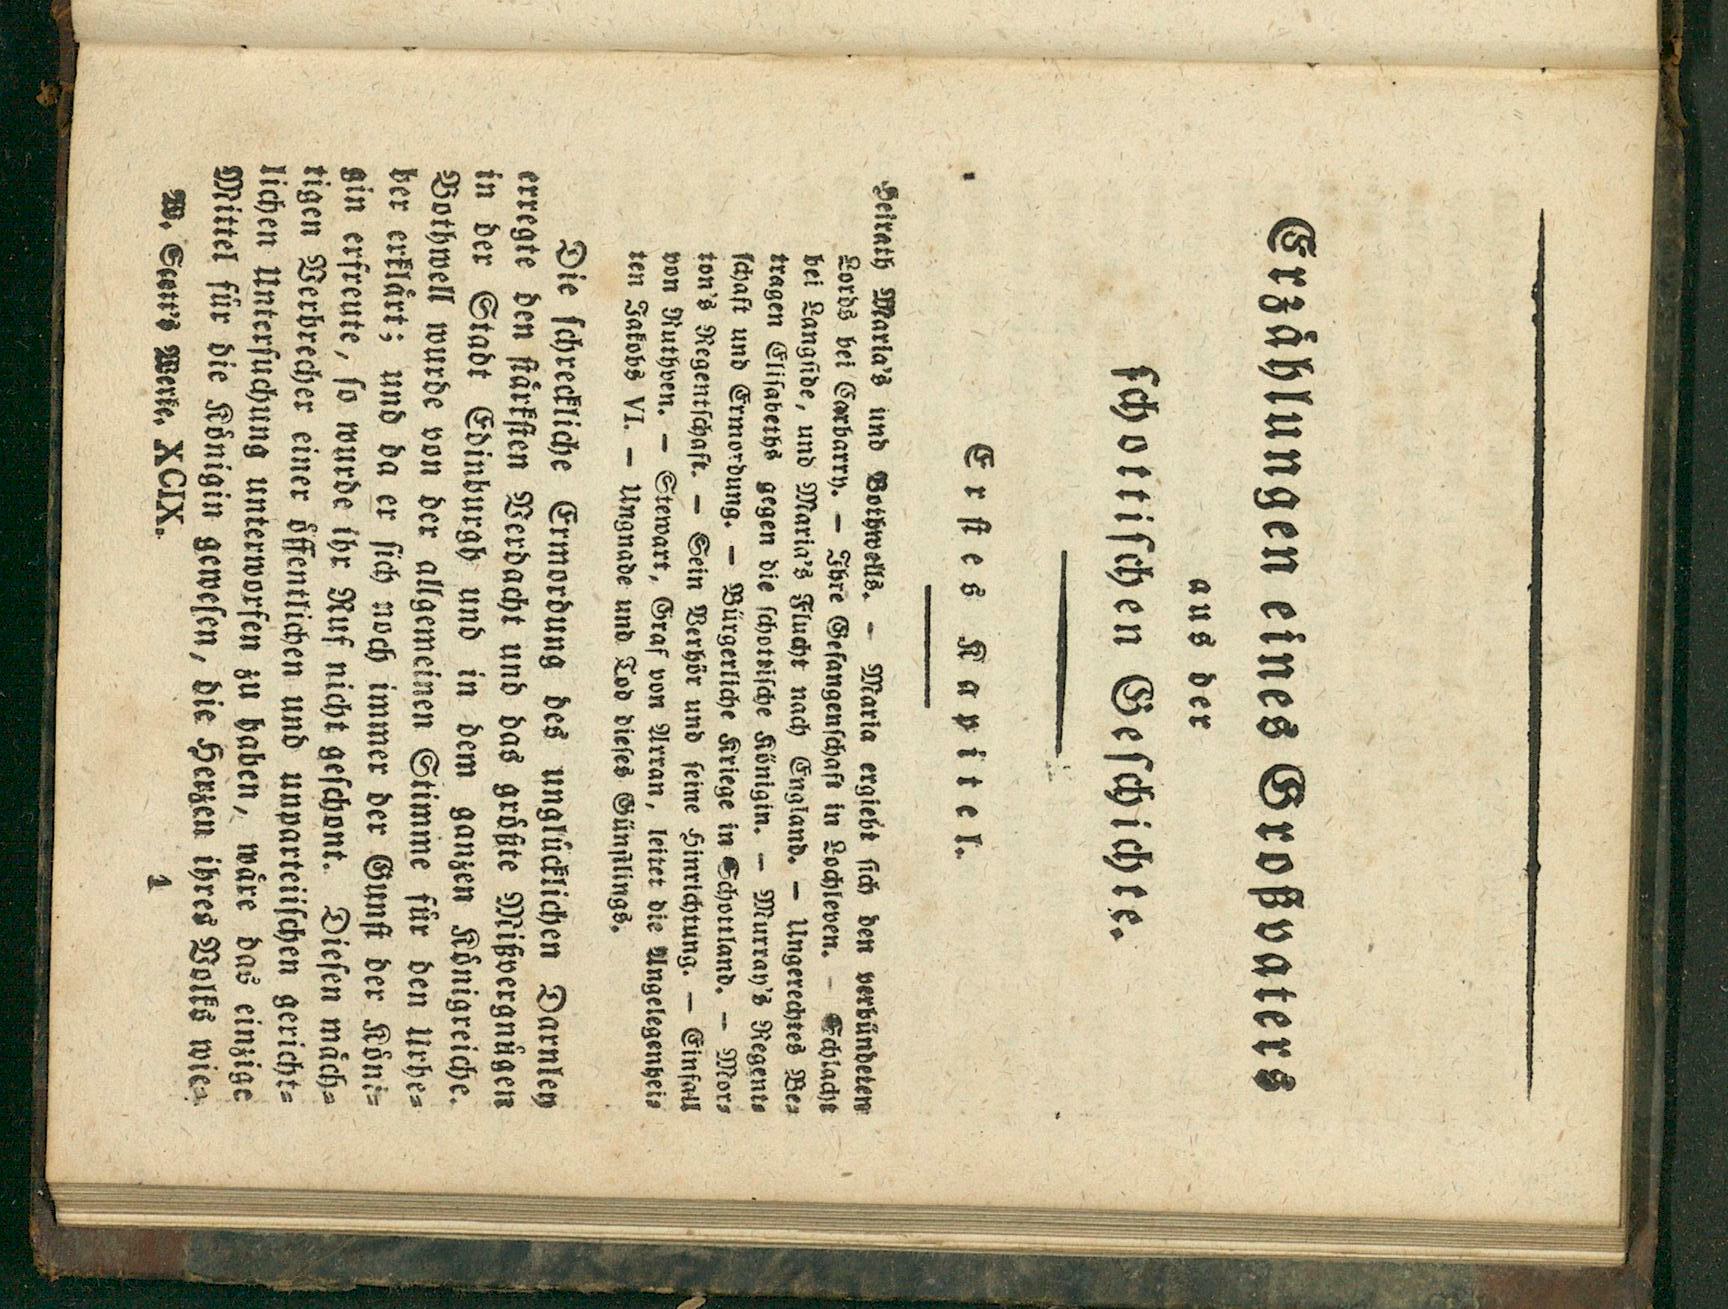 Erzählungen eines Großvaters
aus der
schottischen Geschichte.
Erstes Kapitel.
Heirath Maria's und Bothwells. — Maria ergiebt sich den verbündeten
Lords bei Carbarry. — Ihre Gefangenschaft in Lochleven. — Schlacht
bei Langside, und Maria's Flucht nach England. — Ungerechtes Be=
tragen Elisabeths gegen die schottische Königin. — Murray's Regent=
schaft und Ermordung. — Bürgerliche Kriege in Schottland. — Mor=
ton's Regentschaft. — Sein Verhör und seine Hinrichtung. — Einfall
von Ruthven. — Stewart, Graf von Arran, leitet die Angelegenhei=
ten Jakobs VI. — Ungnade und Tod dieses Günstlings.
Die schreckliche Ermordung des unglücklichen Darnley
erregte den stärksten Verdacht und das größte Mißvergnügen
in der Stadt Edinburgh und in dem ganzen Königreiche.
Bothwell wurde von der allgemeinen Stimme für den Urhe=
ber erklärt; und da er sich noch immer der Gunst der Köni=
gin erfreute, so wurde ihr Ruf nicht geschont. Diesen mäch=
tigen Verbrecher einer öffentlichen und unparteiischen gericht=
lichen Untersuchung unterworfen zu haben, wäre das einzige
Mittel für die Königin gewesen, die Herzen ihres Volks wie=
W. Scott's Werke. XCIX. 1